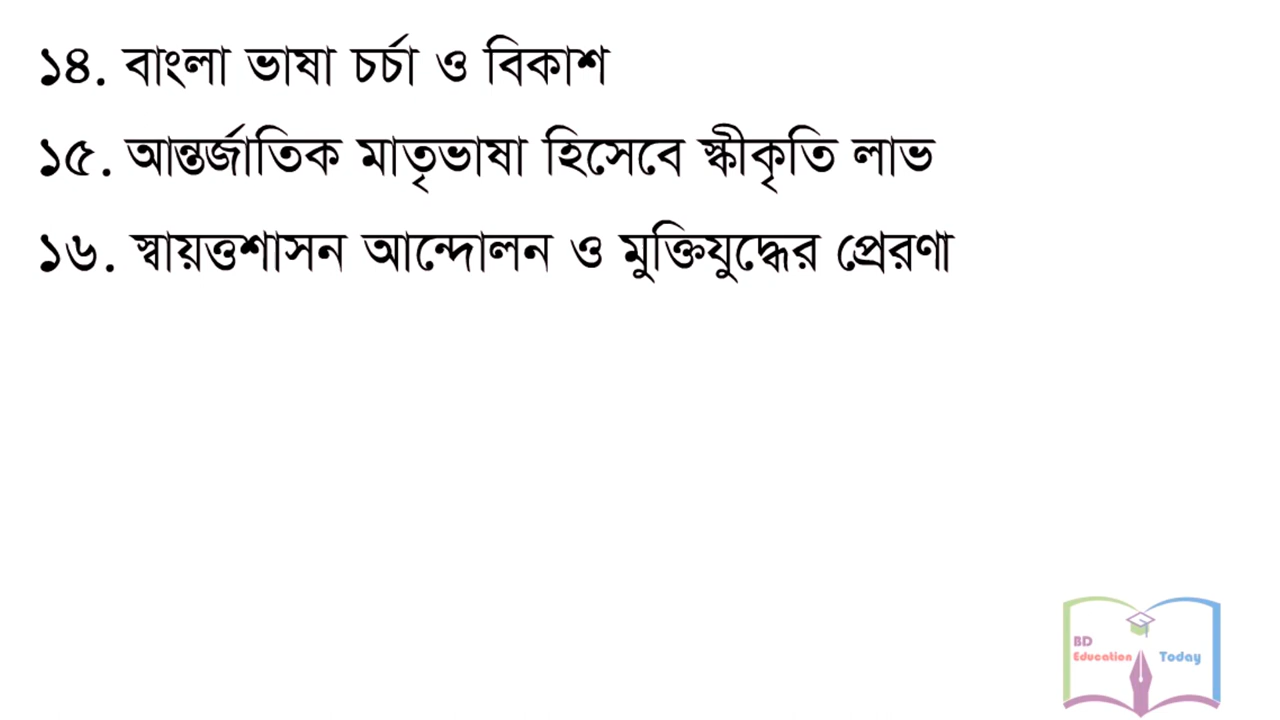 ১৪. বাংলা ভাষা চর্চা ও বিকাশ
১৫. আন্তর্জাতিক মাতৃভাষা হিসেবে স্কীকৃতি লাভ
১৬. স্বায়ত্তশাসন আন্দোলন ও মুক্তিযুদ্ধের প্রেরণা
BD
Education Today